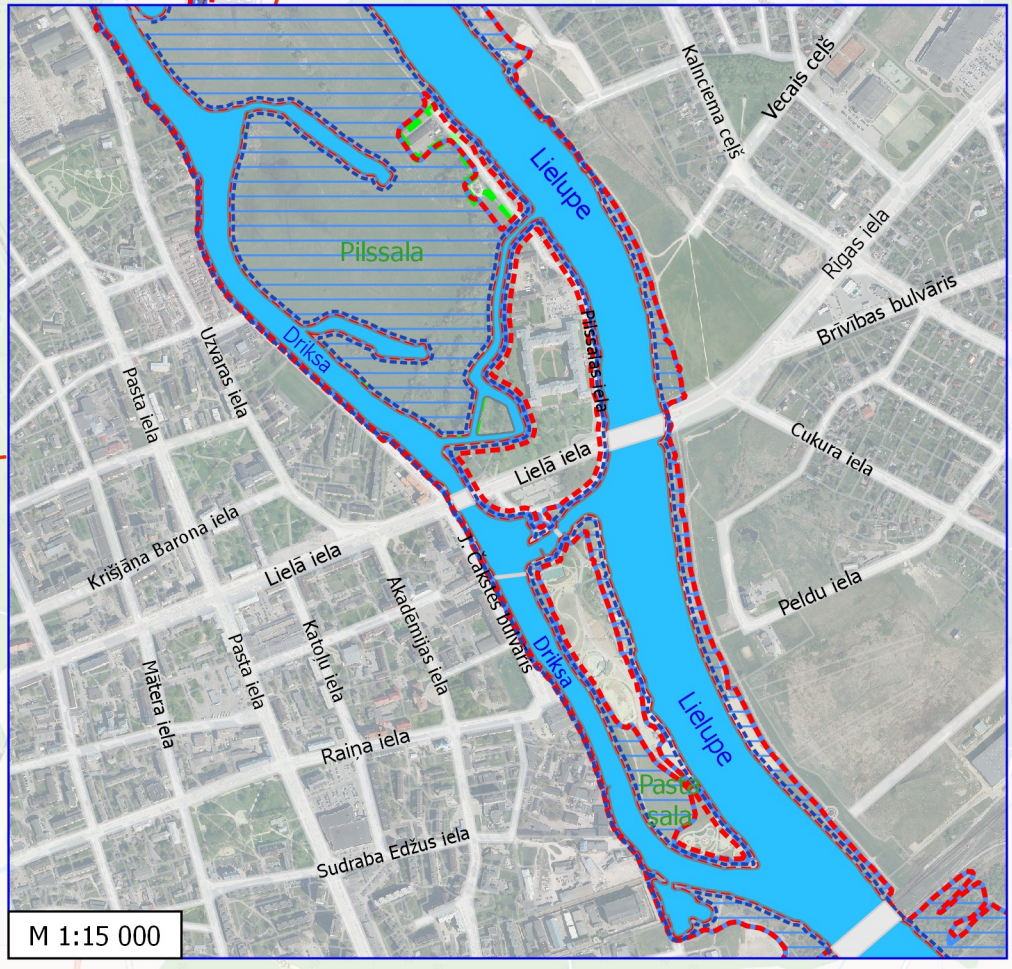 Kalnciema ceļš
Vecais ceļš
Lielupe
Rīgas iela
Pilssala
Brīvības bulvāris
Driksa
Uzvaras iela
Pilssalas iela
Pasta iela
Cukura iela
Lielā iela
Krišjāņa Barona iela
Lielā iela
J. Čakstes bulvāris
Peldu iela
Akadēmijas iela
Katoļu iela
Pasta iela
Mātera iela
Driksa
Lielupe
Raiņa iela
Pasta
sala
Sudraba Edžus iela
M 1:15 000